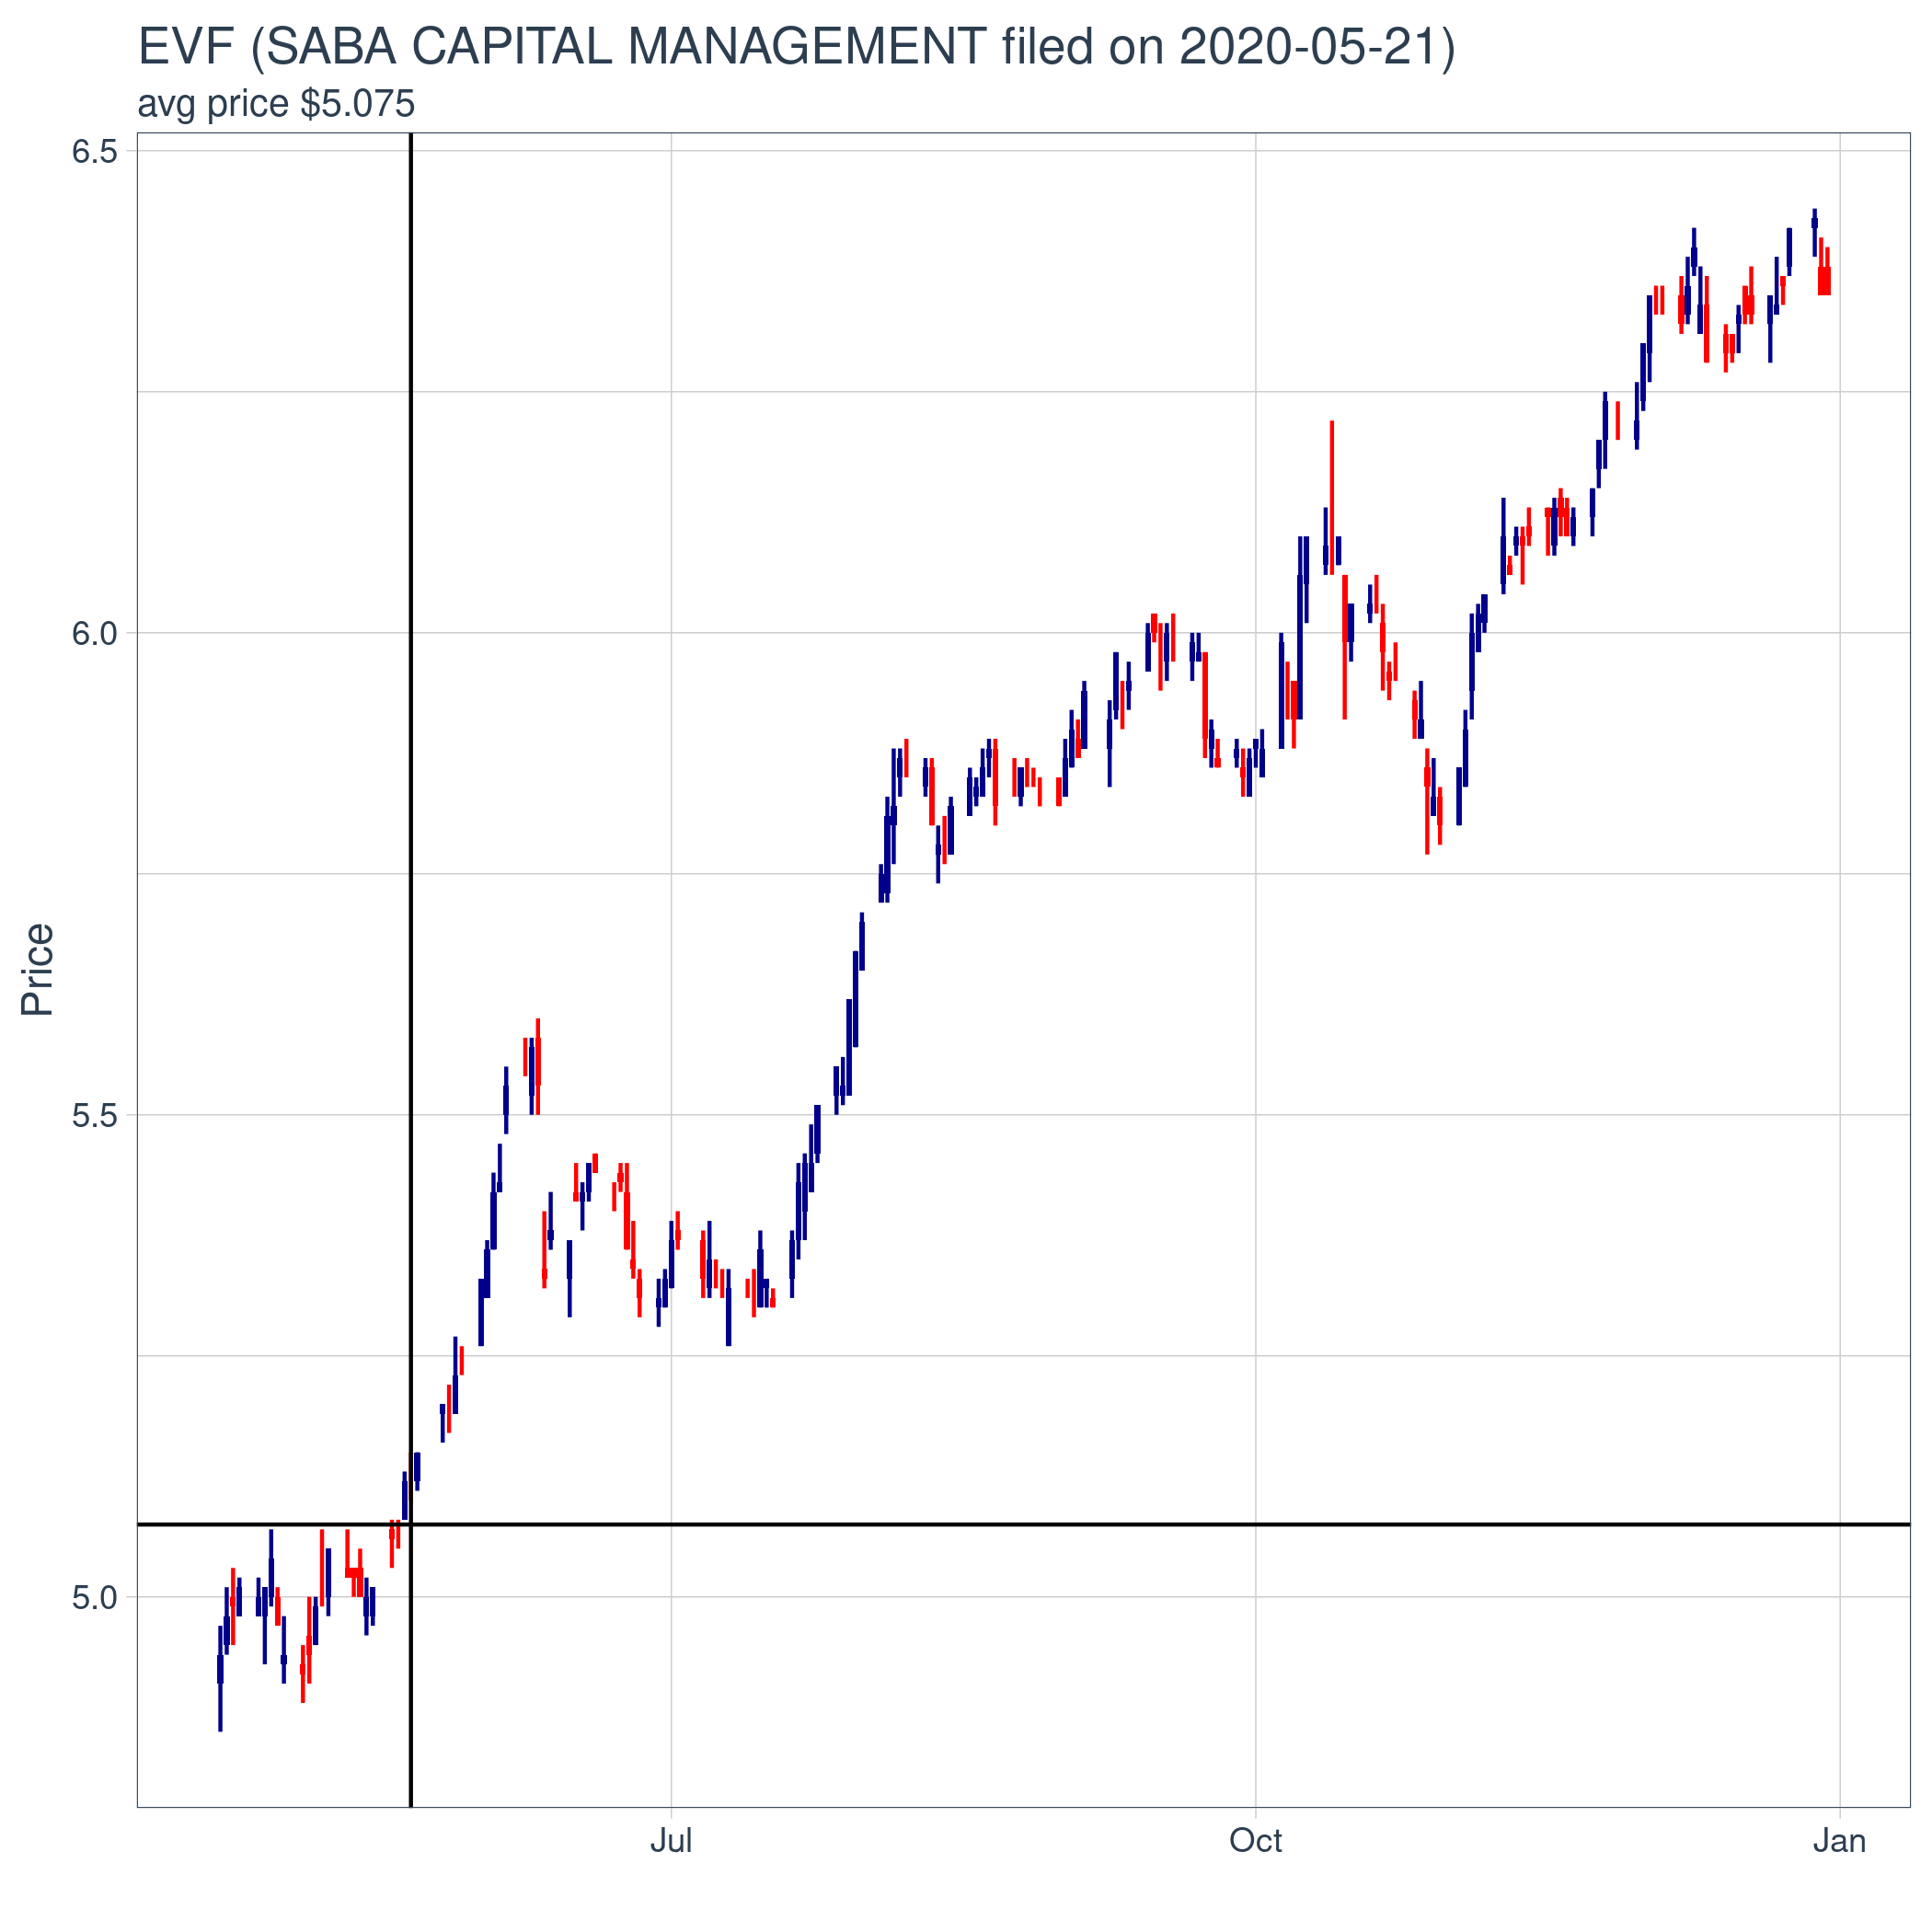 EVF (SABA CAPITAL MANAGEMENT filed on 2020-05-21)
avg price $5.075
6.5
6.0
5.5
5.0
Price
Jul
Oct
Jan